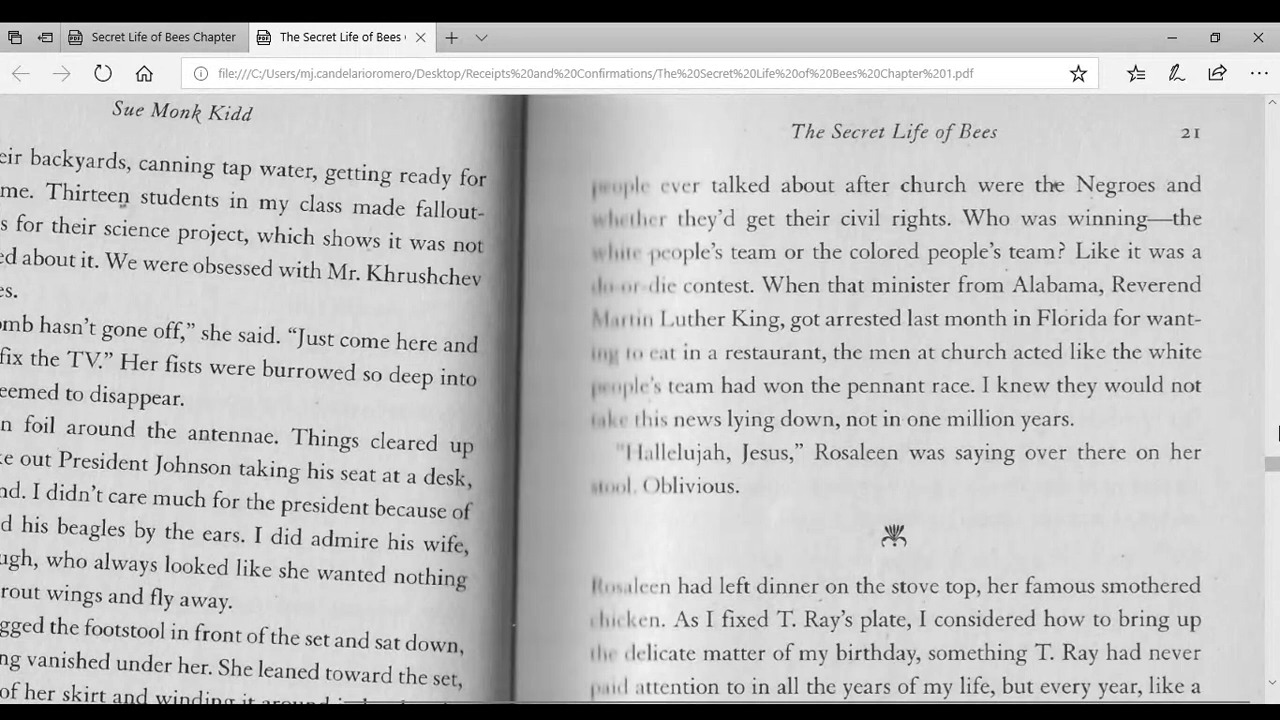 Secret Life of Bees Chapter
The Secret Life of Bees
file:///C:/Users/mj.candelarioromero/Desktop/Receipts%20and%20Confirmations/The%20Secret%20Life%20of%20Bees%20Chapter%201.pdf
Sue Monk Kidd
eir backyards, canning tap water, getting ready for
me. Thirteen students in my class made fallout-
s for their science project, which shows it was not
ed about it. We were obsessed with Mr. Khrushchev
es.
omb hasn't gone off,” she said. “Just come here and
fix the TV.” Her fists were burrowed so deep into
eemed to disappear.
n foil around the antennae. Things cleared up
ke out President Johnson taking his seat at a desk,
nd. I didn't care much for the president because of
d his beagles by the ears. I did admire his wife,
ugh, who always looked like she wanted nothing
rout wings and fly away.
gged the footstool in front of the set and sat down,
ng vanished under her. She leaned toward the set,
of her skirt and winding it around
The Secret Life of Bees 21
people ever talked about after church were the Negroes and
whether they'd get their civil rights. Who was winning—the
white people's team or the colored people's team? Like it was a
do-or-die contest. When that minister from Alabama, Reverend
Martin Luther King, got arrested last month in Florida for want-
ing to eat in a restaurant, the men at church acted like the white
people's team had won the pennant race. I knew they would not
take this news lying down, not in one million years.
“Hallelujah, Jesus,” Rosaleen was saying over there on her
stool. Oblivious.
Rosaleen had left dinner on the stove top, her famous smothered
chicken. As I fixed T. Ray's plate, I considered how to bring up
the delicate matter of my birthday, something T. Ray had never
paid attention to in all the years of my life, but every year, like a